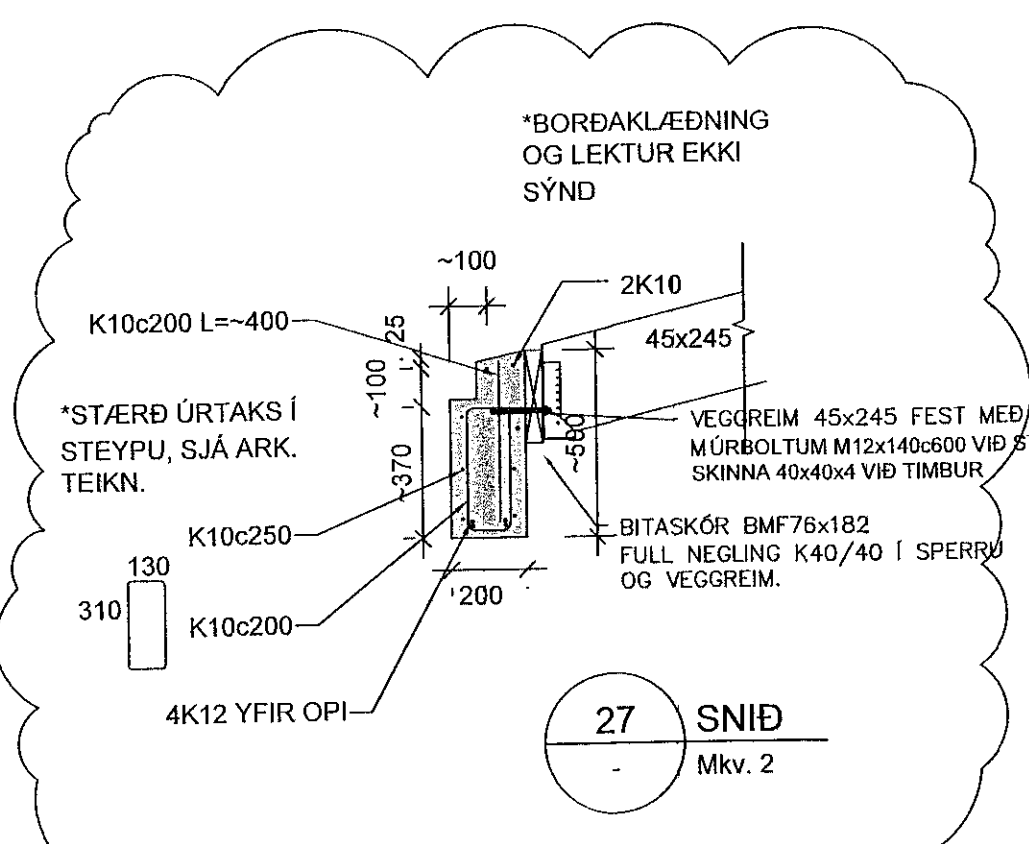 *BORÐAKLÆÐNING
OG LEKTUR EKKI
SÝND
~100
2K10
K10c200 L=~400
25
45x245
~100
*STÆRÐ ÚRTAKS Í
STEYPU, SJÁ ARK.
TEIKN.
VEGGREIM 45x245 FEST MEÐ
MÚRBOLTUM M12x140c600 VIÐ
SKINNA 40x40x4 VIÐ TIMBUR
~370
K10c250
BITASKÓR BMF76x182
FULL NEGLING K40/40 Í SPERRU
OG VEGGREIM.
130
310
200
K10c200
4K12 YFIR OPI
27
SNIÐ
-
Mkv. 2